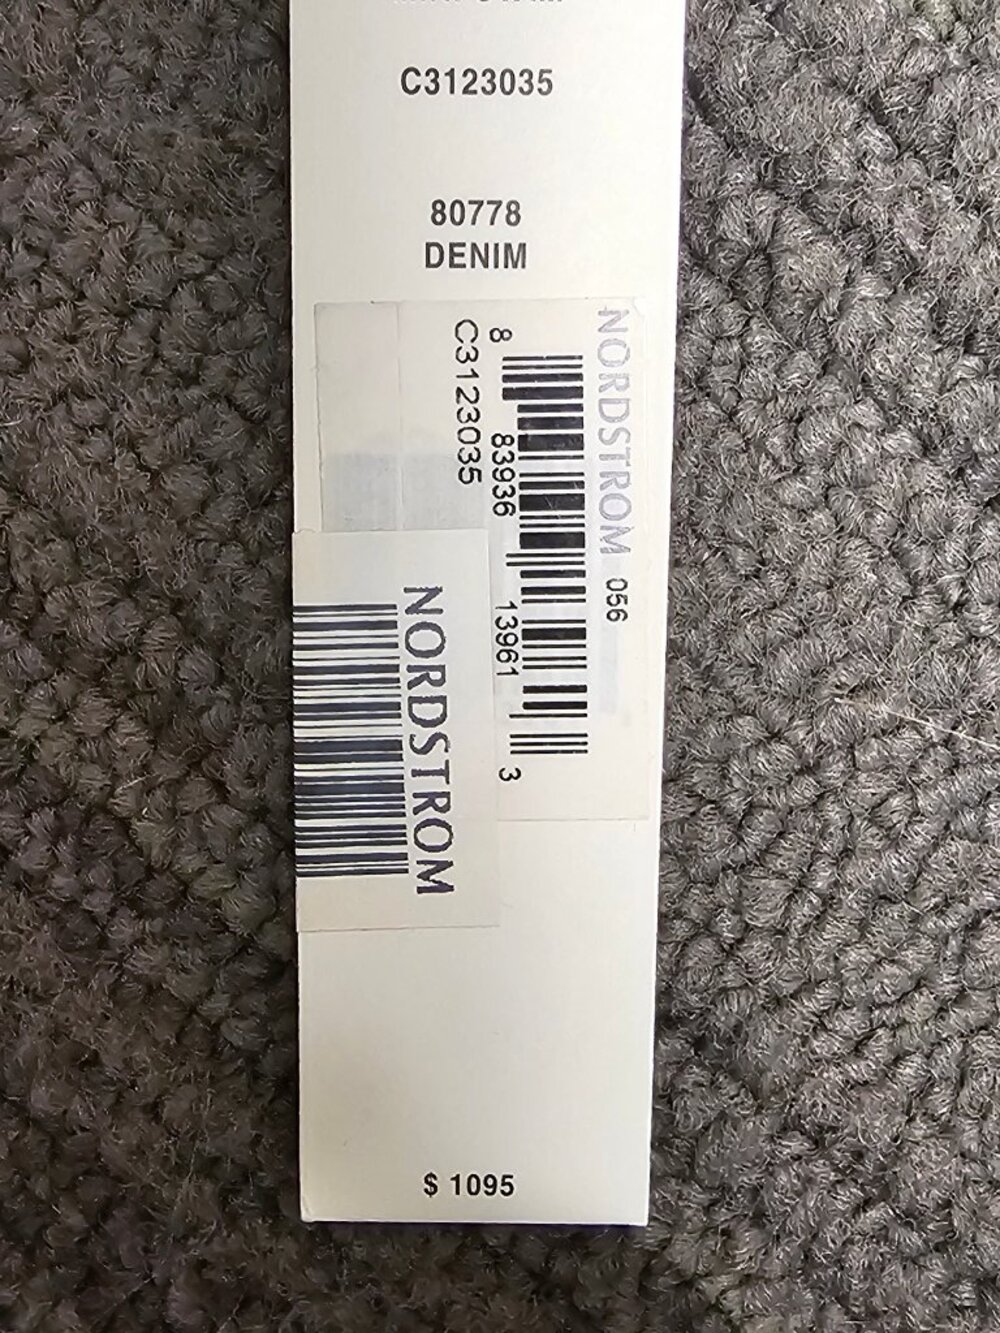 C3123035
80778
DENIM
NORDSTROM 056
8 83936 13961 3
C3123035
NORDSTROM
$ 1095